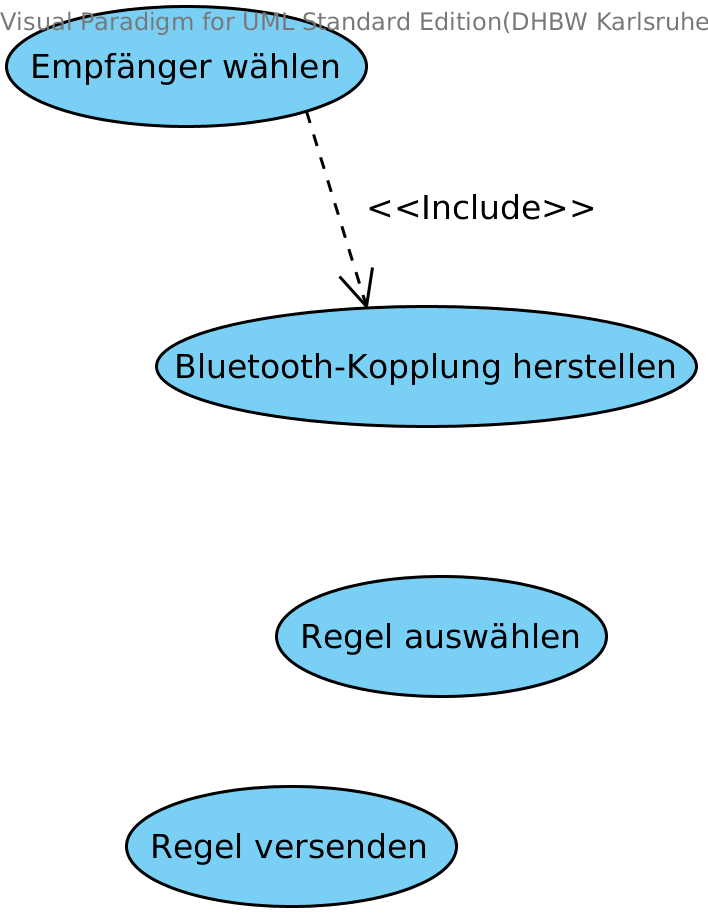 Visual Paradigm for UML Standard Edition(DHBW Karlsruhe
Empfänger wählen
<<Include>>
Bluetooth-Kopplung herstellen
Regel auswählen
Regel versenden